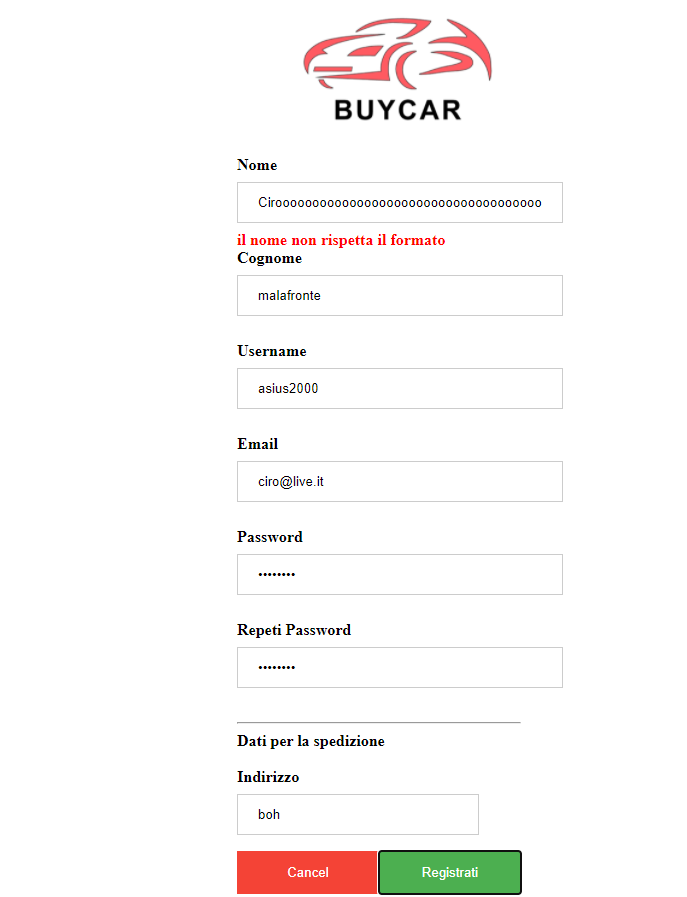 BUYCAR
Nome
Cirooooooooooooooooooooooooooooooooooooo
il nome non rispetta il formato
Cognome
malafronte
Username
asius2000
Email
ciro@live.it
Password
••••••••
Repeti Password
••••••••
Dati per la spedizione
Indirizzo
boh
Cancel
Registrati